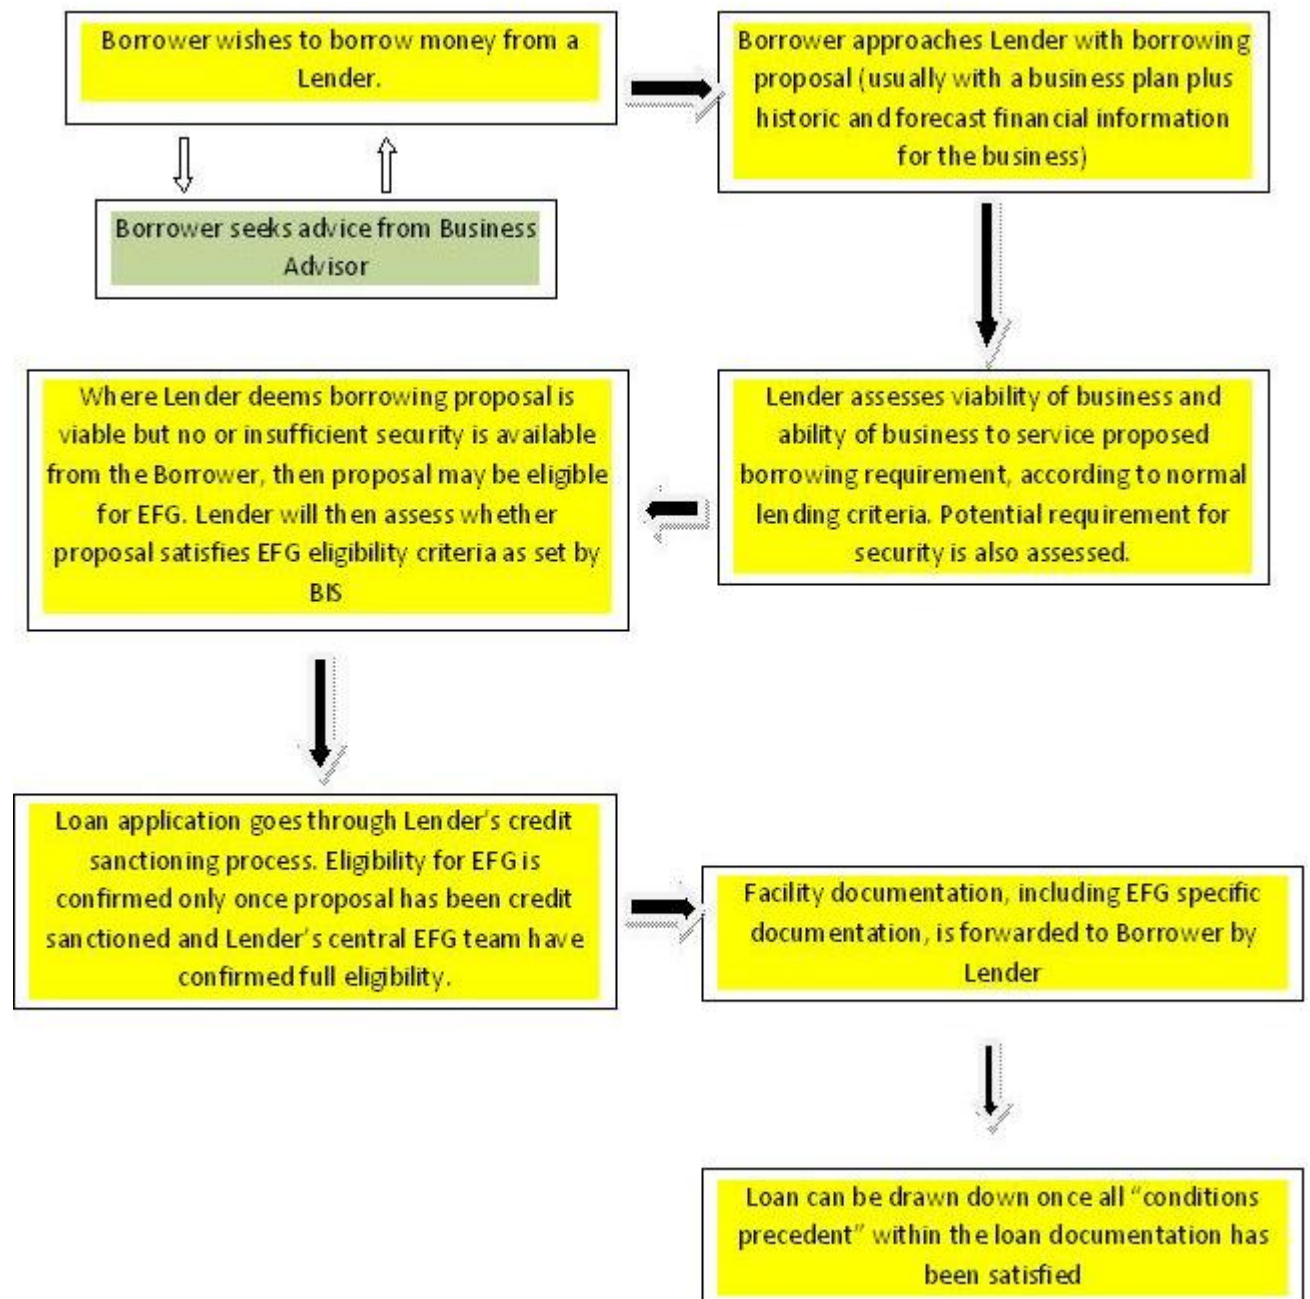 Borrower wishes to borrow money from a
Lender.
Borrower approaches Lender with borrowing
proposal (usually with a business plan plus
historic and forecast financial information
for the business)
Borrower seeks advice from Business
Advisor
Lender assesses viability of business and
ability of business to service proposed
borrowing requirement, according to normal
lending criteria. Potential requirement for
security is also assessed.
Where Lender deems borrowing proposal is
viable but no or insufficient security is available
from the Borrower, then proposal may be eligible
for EFG. Lender will then assess whether
proposal satisfies EFG eligibility criteria as set by
BIS
Loan application goes through Lender's credit
sanctioning process. Eligibility for EFG is
confirmed only once proposal has been credit
sanctioned and Lender's central EFG team have
confirmed full eligibility.
Facility documentation, including EFG specific
documentation, is forwarded to Borrower by
Lender
Loan can be drawn down once all "conditions
precedent" within the loan documentation has
been satisfied